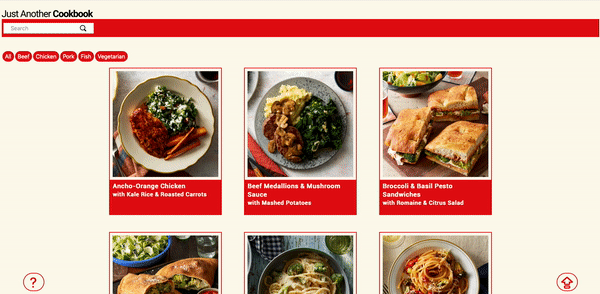 Just Another Cookbook
Search
All Beef Chicken Pork Fish Vegetarian
Ancho-Orange Chicken
with Kale Rice & Roasted Carrots
Beef Medallions & Mushroom
Sauce
with Mashed Potatoes
Broccoli & Basil Pesto
Sandwiches
with Romaine & Citrus Salad
?